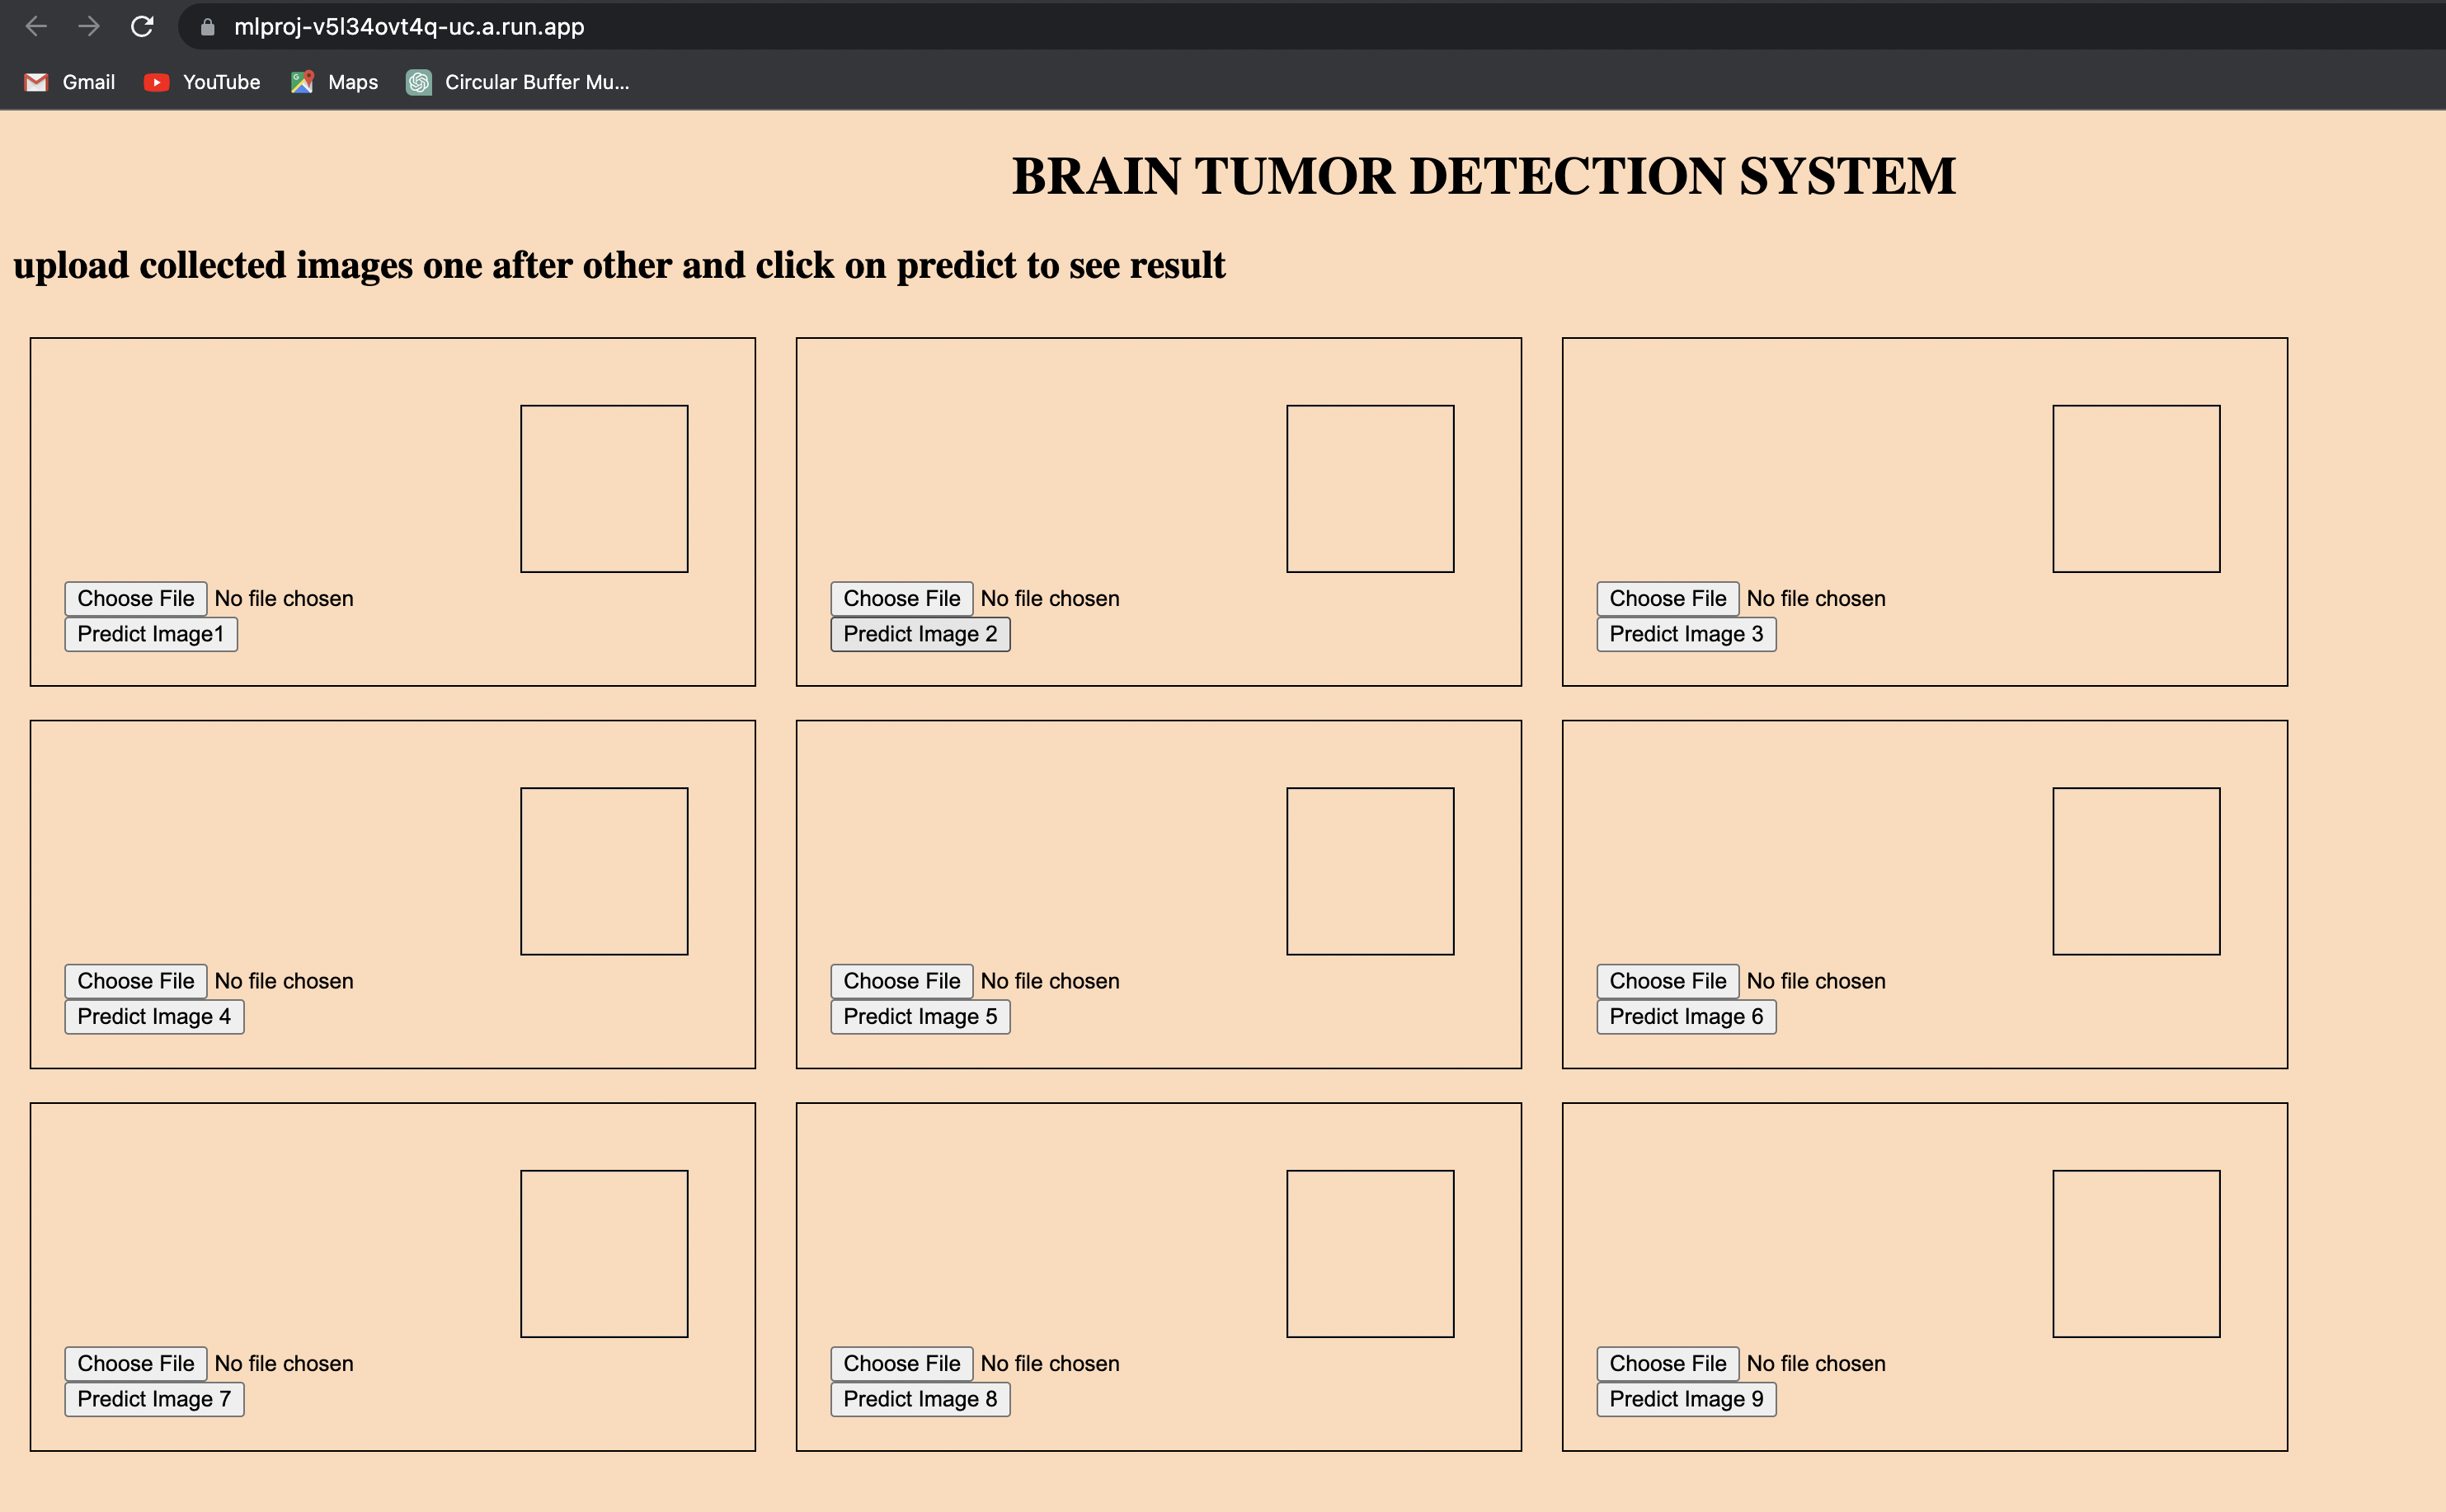 mlproj-v5l34ovt4q-uc.a.run.app
Gmail YouTube Maps Circular Buffer Mu...
BRAIN TUMOR DETECTION SYSTEM
upload collected images one after other and click on predict to see result
Choose File No file chosen
Predict Image1
Choose File No file chosen
Predict Image 2
Choose File No file chosen
Predict Image 3
Choose File No file chosen
Predict Image 4
Choose File No file chosen
Predict Image 5
Choose File No file chosen
Predict Image 6
Choose File No file chosen
Predict Image 7
Choose File No file chosen
Predict Image 8
Choose File No file chosen
Predict Image 9